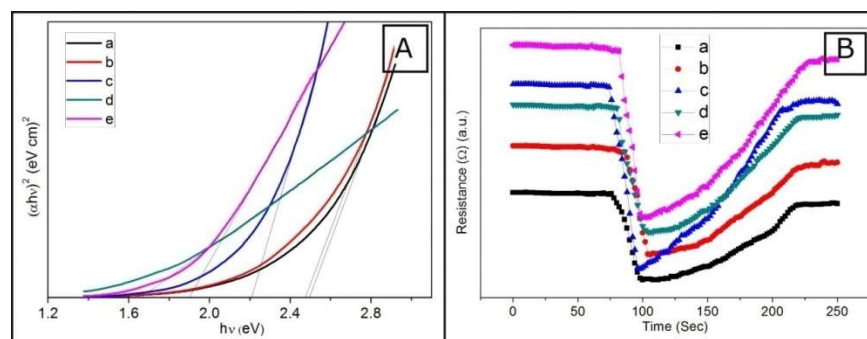 A
a
b
c
d
e
(αhν)² (eV cm)²
1.2 1.6 2.0 2.4 2.8
hν (eV)
B
a
b
c
d
e
Resistance (Ω) (a.u.)
0 50 100 150 200 250
Time (Sec)